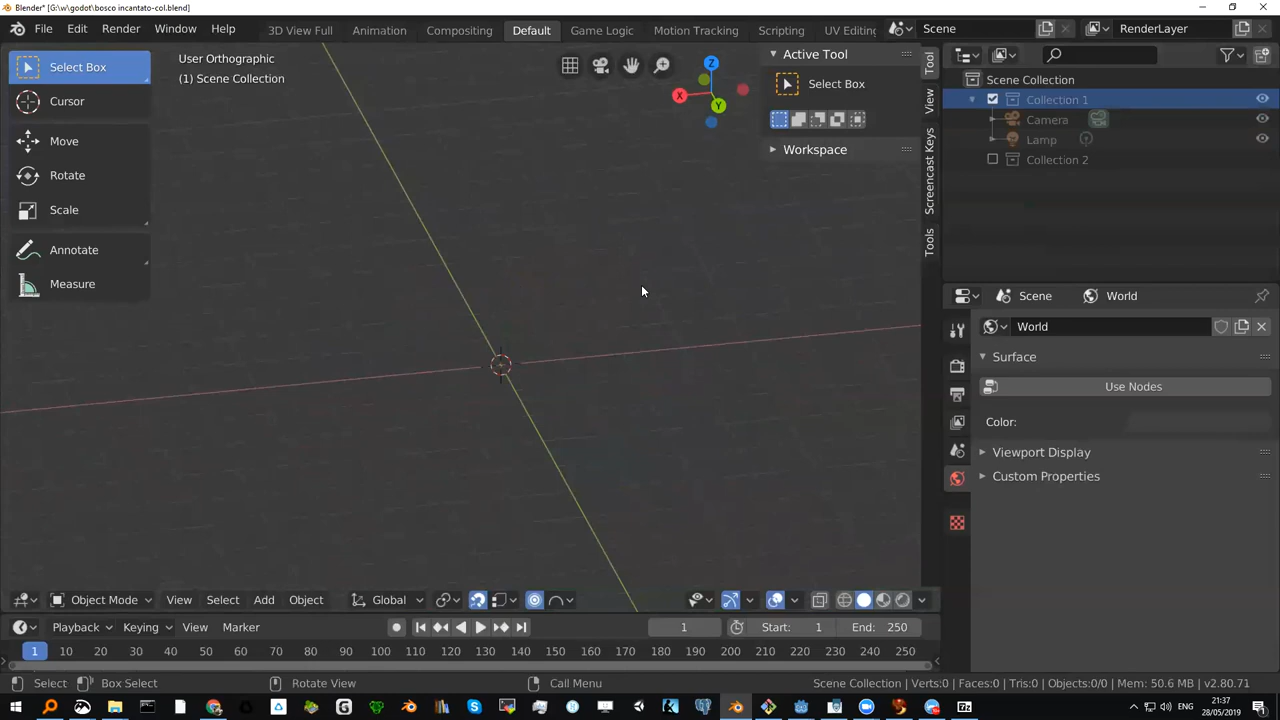 Blender* [G:\w\godot\bosco incantato-col.blend]
File Edit Render Window Help
3D View Full Animation Compositing Default Game Logic Motion Tracking Scripting UV Editing
Scene
RenderLayer
Select Box
Cursor
Move
Rotate
Scale
Annotate
Measure
User Orthographic
(1) Scene Collection
Z
X
Y
Active Tool
Select Box
Workspace
Tool
View
Screencast Keys
Tools
Scene Collection
Collection 1
Camera
Lamp
Collection 2
Scene World
World
Surface
Use Nodes
Color:
Viewport Display
Custom Properties
Object Mode View Select Add Object Global
Playback Keying View Marker 1 Start: 1 End: 250
1 10 20 30 40 50 60 70 80 90 100 110 120 130 140 150 160 170 180 190 200 210 220 230 240 250
Select Box Select Rotate View Call Menu Scene Collection | Verts:0 | Faces:0 | Tris:0 | Objects:0/0 | Mem: 50.6 MB | v2.80.71
ENG
21:37
28/05/2019